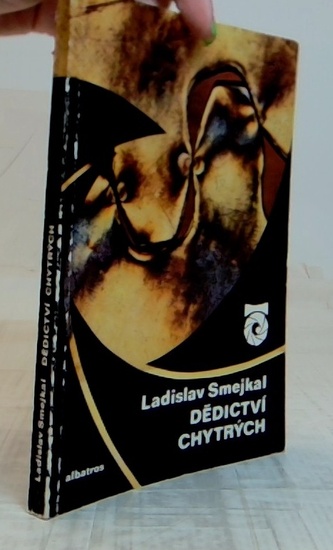 Ladislav Smejkal
DĚDICTVÍ
CHYTRÝCH
albatros
Ladislav Smejkal DĚDICTVÍ CHYTRÝCH